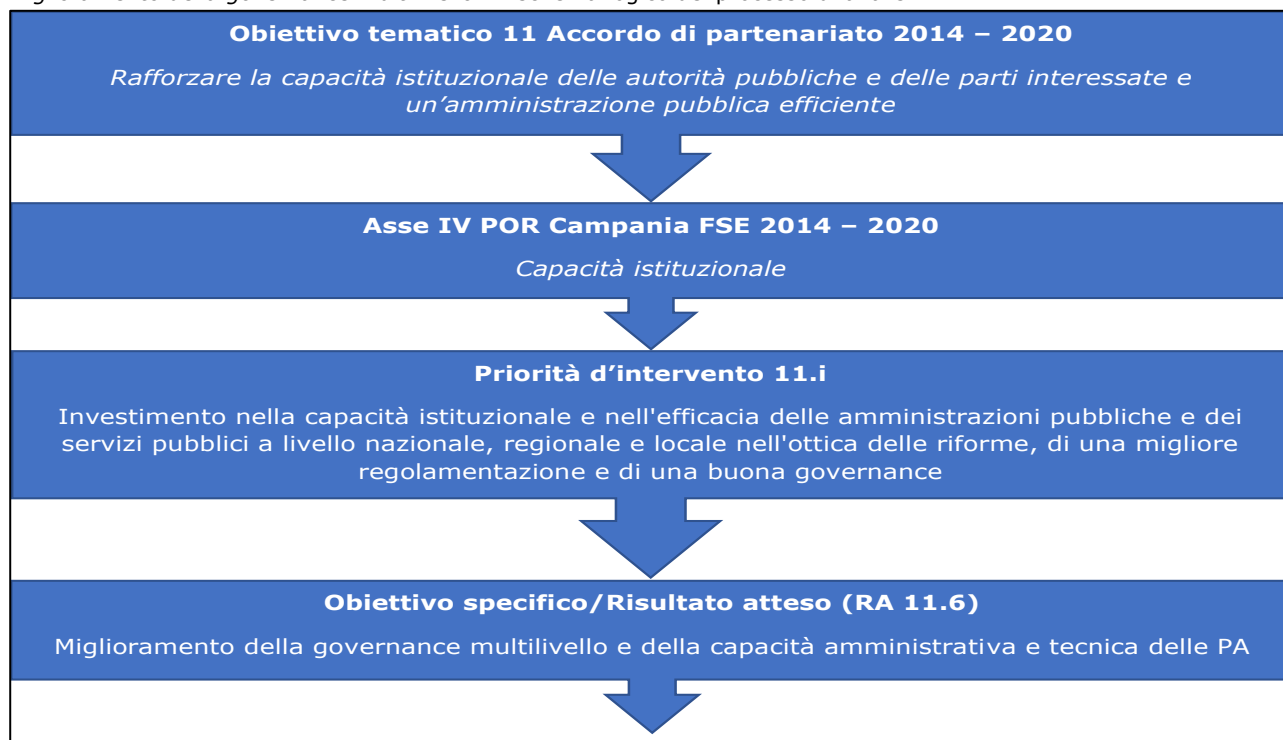 Obiettivo tematico 11 Accordo di partenariato 2014 – 2020
Rafforzare la capacità istituzionale delle autorità pubbliche e delle parti interessate e
un’amministrazione pubblica efficiente
Asse IV POR Campania FSE 2014 – 2020
Capacità istituzionale
Priorità d’intervento 11.i
Investimento nella capacità istituzionale e nell'efficacia delle amministrazioni pubbliche e dei
servizi pubblici a livello nazionale, regionale e locale nell'ottica delle riforme, di una migliore
regolamentazione e di una buona governance
Obiettivo specifico/Risultato atteso (RA 11.6)
Miglioramento della governance multilivello e della capacità amministrativa e tecnica delle PA